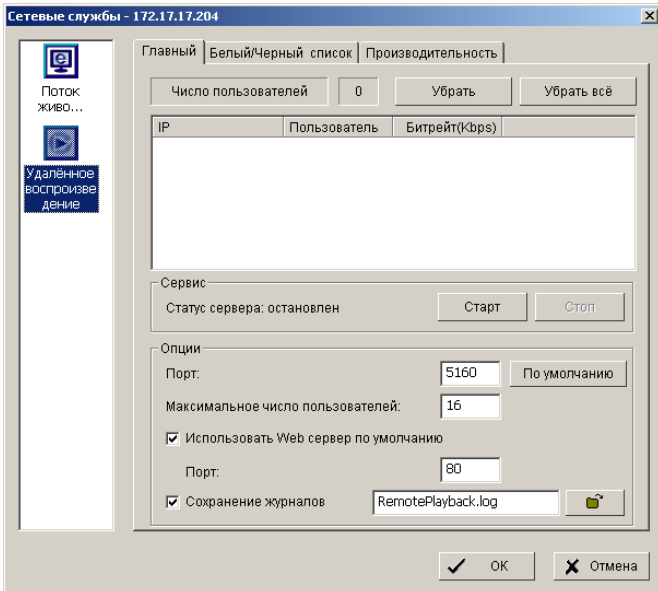 Сетевые службы - 172.17.17.204
Поток
живо...
Удалённое
воспроизве
дение
Главный
Белый/Черный список
Производительность
Число пользователей
0
Убрать
Убрать всё
IP
Пользователь
Битрейт(Kbps)
Сервис
Статус сервера: остановлен
Старт
Стоп
Опции
Порт:
5160
По умолчанию
Максимальное число пользователей:
16
Использовать Web сервер по умолчанию
Порт:
80
Сохранение журналов
RemotePlayback.log
OK
Отмена